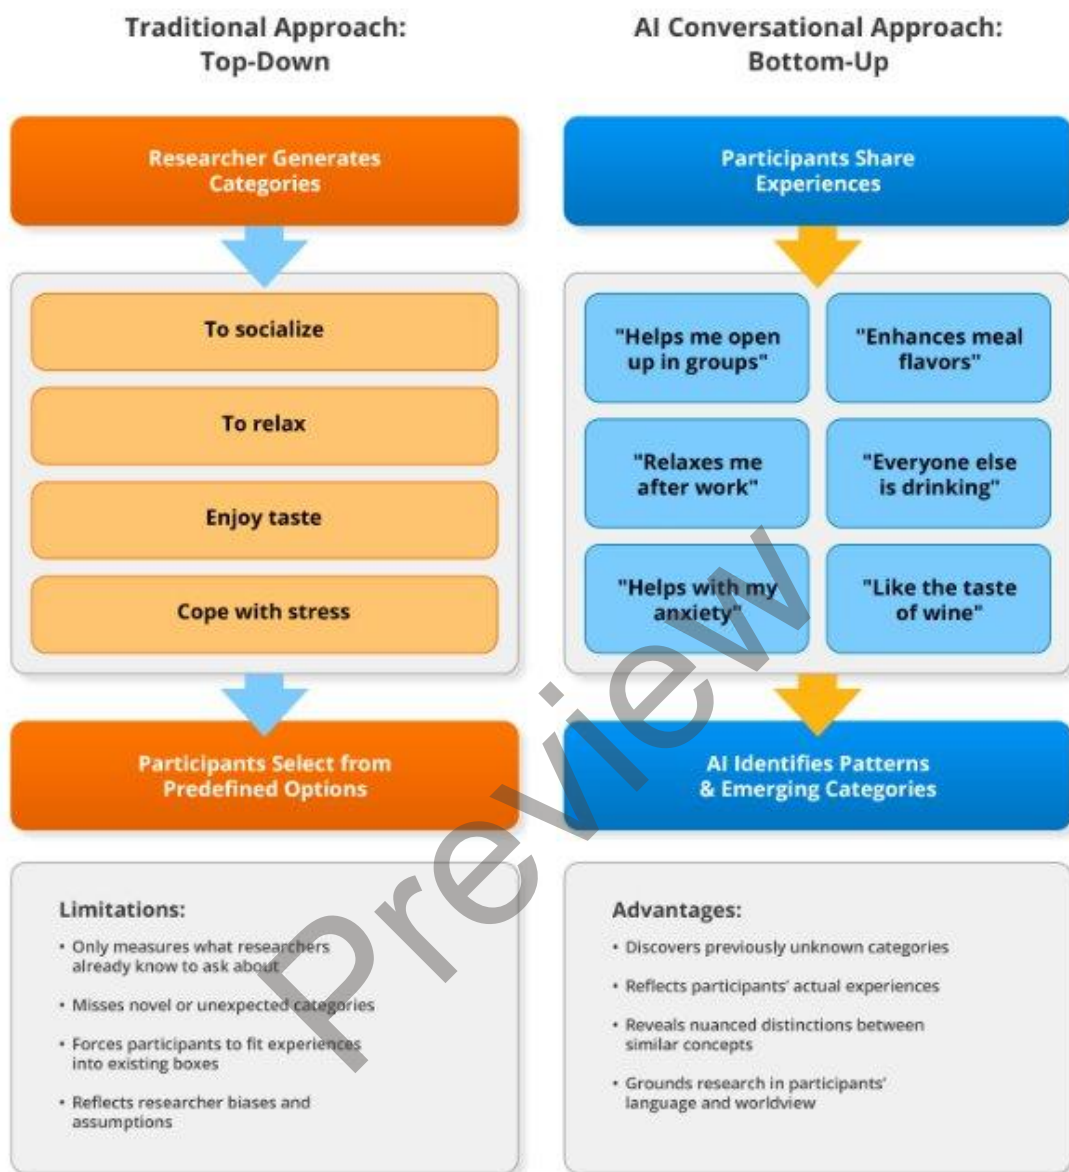 Traditional Approach:
Top-Down
Researcher Generates
Categories
To socialize
To relax
Enjoy taste
Cope with stress
Participants Select from
Predefined Options
Limitations:
• Only measures what researchers
already know to ask about
• Misses novel or unexpected categories
• Forces participants to fit experiences
into existing boxes
• Reflects researcher biases and
assumptions
AI Conversational Approach:
Bottom-Up
Participants Share
Experiences
"Helps me open
up in groups"
"Enhances meal
flavors"
"Relaxes me
after work"
"Everyone else
is drinking"
"Helps with my
anxiety"
"Like the taste
of wine"
AI Identifies Patterns
& Emerging Categories
Advantages:
• Discovers previously unknown categories
• Reflects participants' actual experiences
• Reveals nuanced distinctions between
similar concepts
• Grounds research in participants'
language and worldview
Preview